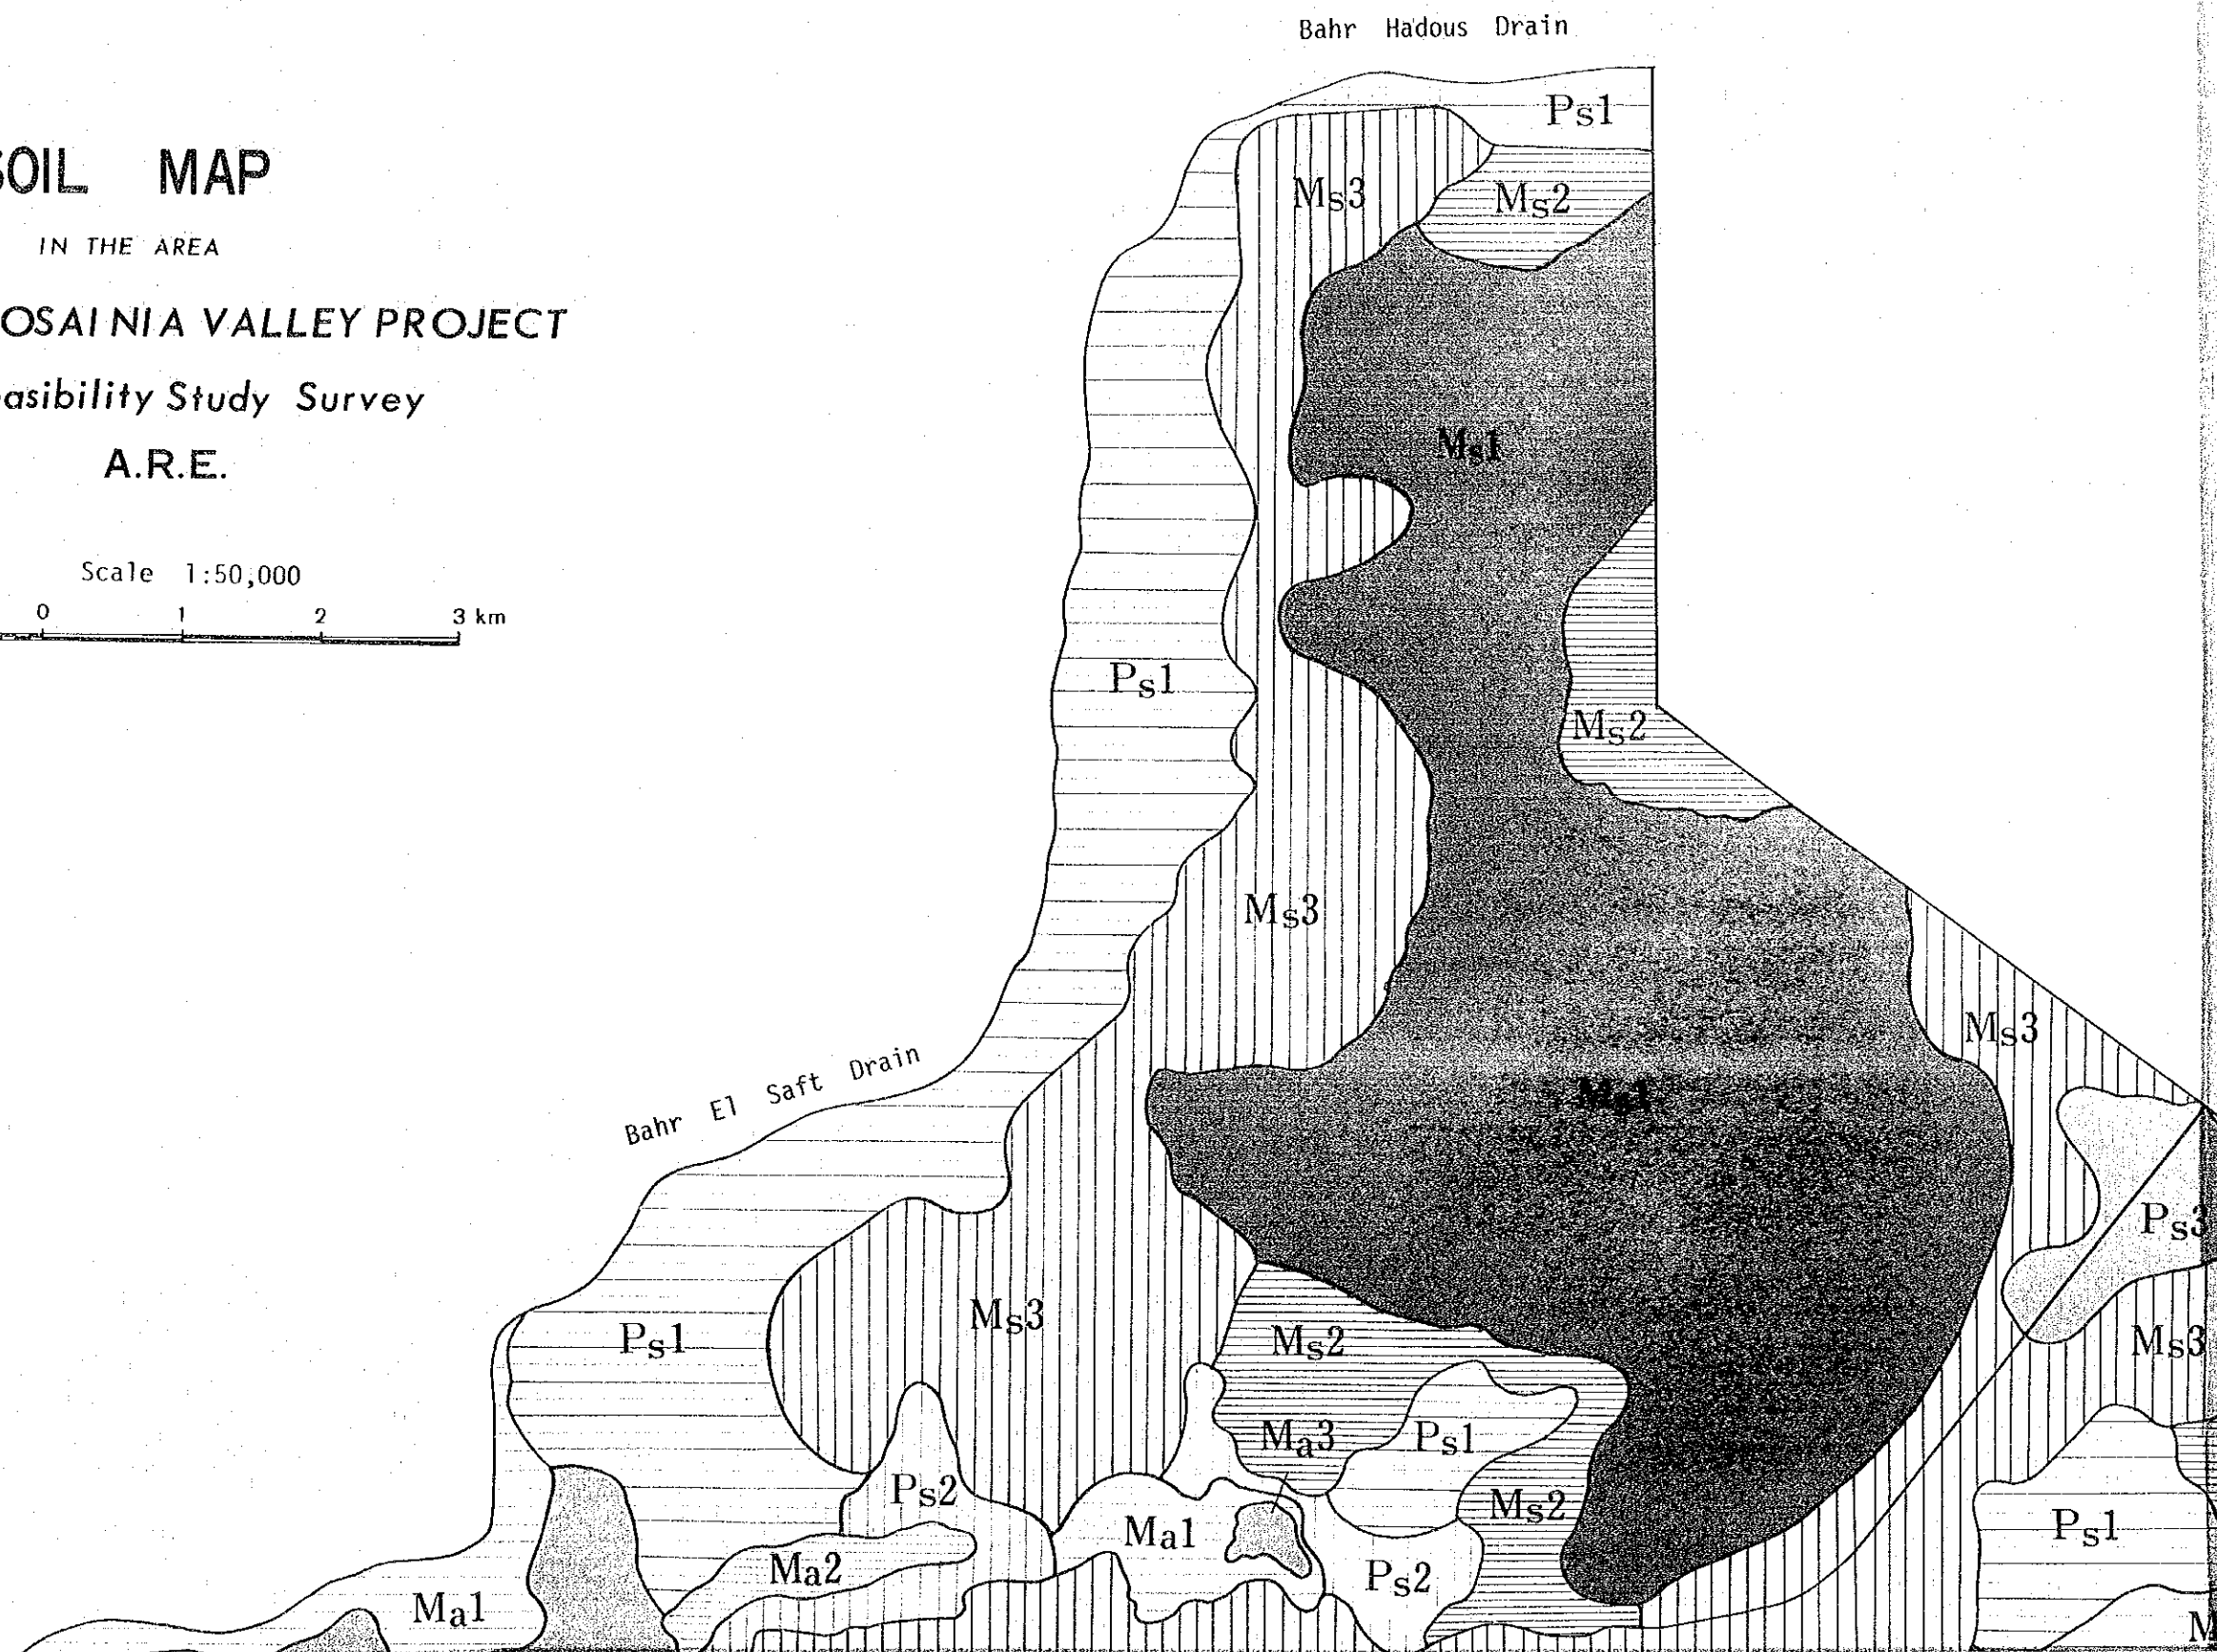 Bahr Hadous Drain
SOIL MAP
IN THE AREA
OSAINIA VALLEY PROJECT
asibility Study Survey
A.R.E.
Scale 1:50,000
0 1 2 3 km
Ps1
Ms3
Ms2
Ms1
Ps1
Ms2
Ms3
Ms3
Bahr El Saft Drain
Ms1
Ps3
Ms3
Ps1
Ms2
Ms3
Ma3
Ps1
Ps2
Ms2
Ps1
Ma1
Ma2
Ps2
Ma1
M